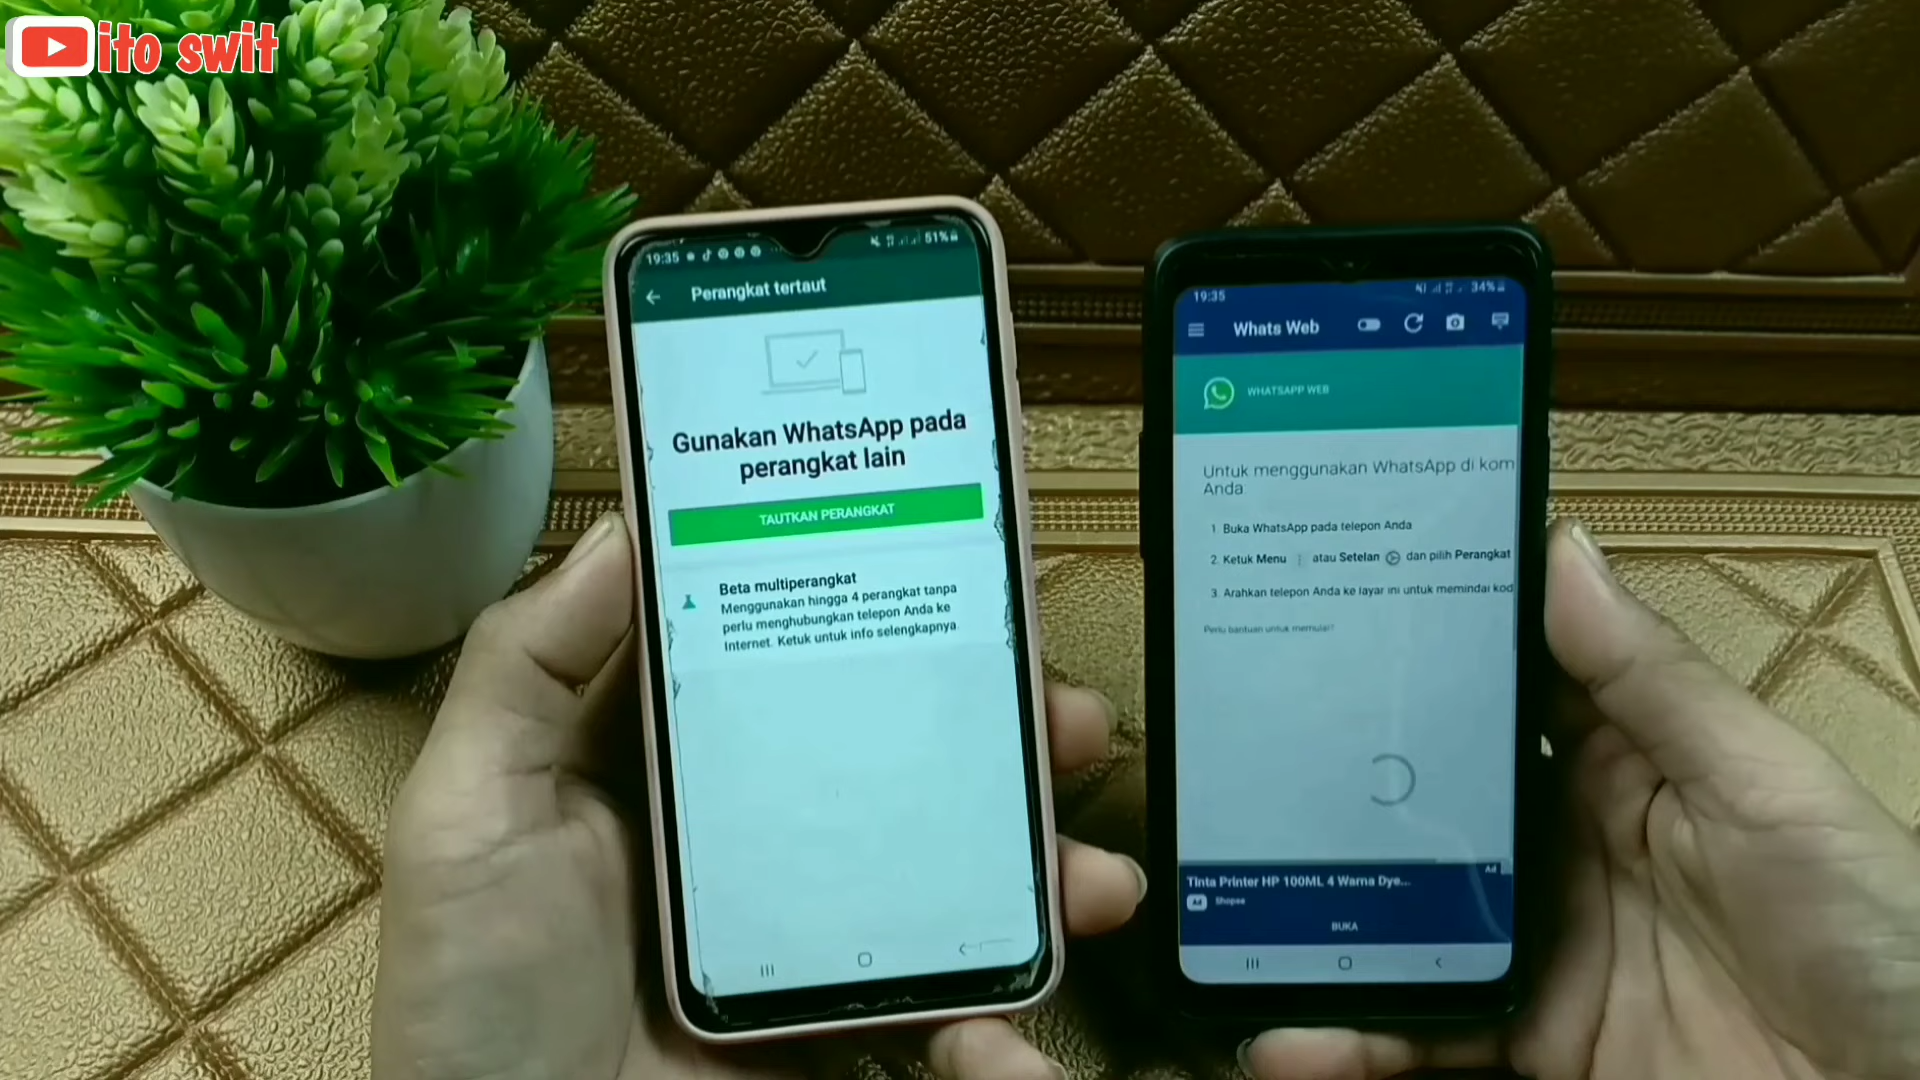 ito swit
19:35
51%
Perangkat tertaut
Gunakan WhatsApp pada
perangkat lain
TAUTKAN PERANGKAT
Beta multiperangkat
Menggunakan hingga 4 perangkat tanpa
perlu menghubungkan telepon Anda ke
Internet. Ketuk untuk info selengkapnya.
19:35
34%
Whats Web
WHATSAPP WEB
Untuk menggunakan WhatsApp di kom
Anda
1. Buka WhatsApp pada telepon Anda
2. Ketuk Menu atau Setelan dan pilih Perangkat
3. Arahkan telepon Anda ke layar ini untuk memindai kod
Perlu bantuan untuk memulai?
Ad
Tinta Printer HP 100ML 4 Warna Dye...
Ad Shopee
BUKA